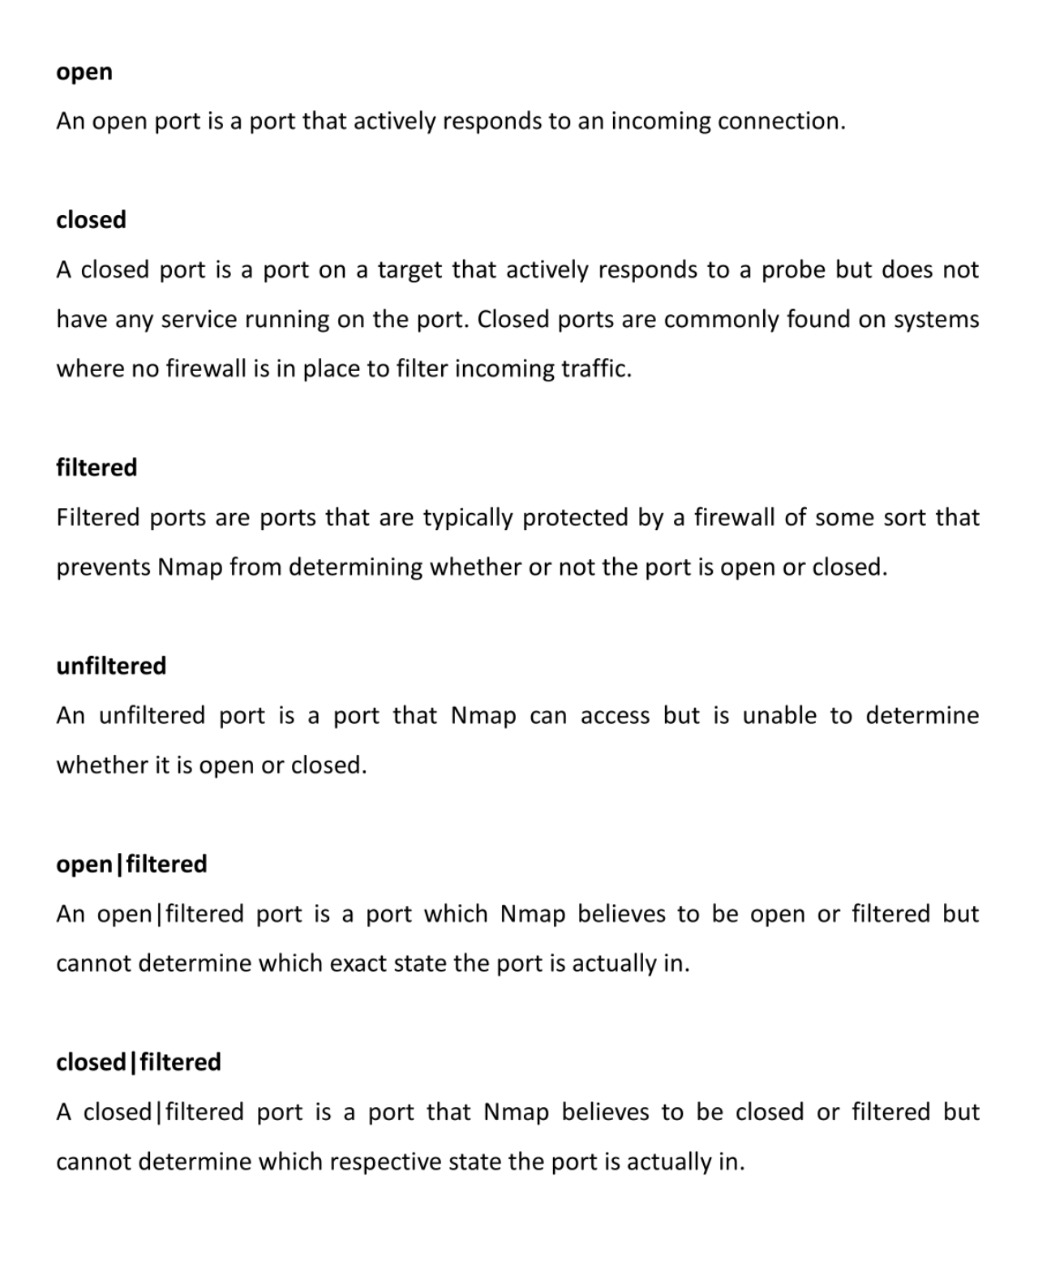 open
An open port is a port that actively responds to an incoming connection.
closed
A closed port is a port on a target that actively responds to a probe but does not
have any service running on the port. Closed ports are commonly found on systems
where no firewall is in place to filter incoming traffic.
filtered
Filtered ports are ports that are typically protected by a firewall of some sort that
prevents Nmap from determining whether or not the port is open or closed.
unfiltered
An unfiltered port is a port that Nmap can access but is unable to determine
whether it is open or closed.
open|filtered
An open|filtered port is a port which Nmap believes to be open or filtered but
cannot determine which exact state the port is actually in.
closed|filtered
A closed|filtered port is a port that Nmap believes to be closed or filtered but
cannot determine which respective state the port is actually in.